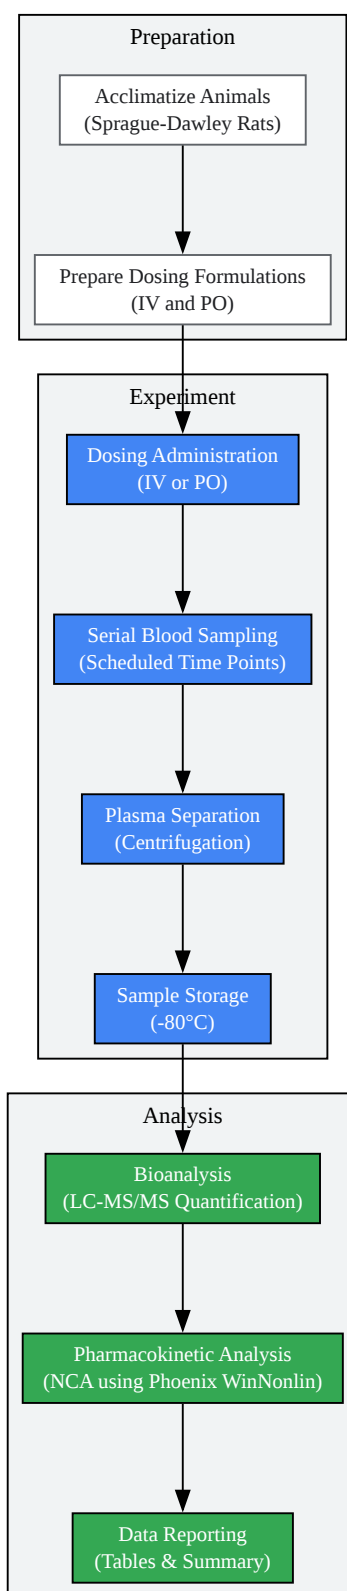 Preparation
Acclimatize Animals
(Sprague-Dawley Rats)
Prepare Dosing Formulations
(IV and PO)
Experiment
Dosing Administration
(IV or PO)
Serial Blood Sampling
(Scheduled Time Points)
Plasma Separation
(Centrifugation)
Sample Storage
(-80°C)
Analysis
Bioanalysis
(LC-MS/MS Quantification)
Pharmacokinetic Analysis
(NCA using Phoenix WinNonlin)
Data Reporting
(Tables & Summary)